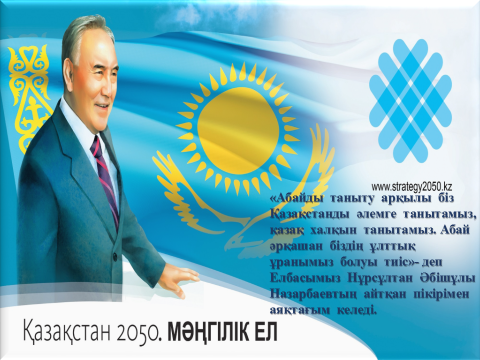 www.strategy2050.kz
«Абайды таныту арқылы біз
Қазақстанды әлемге танытамыз,
қазақ халқын танытамыз. Абай
әрқашан біздің ұлттық
ұранымыз болуы тиіс»- деп
Елбасымыз Нұрсұлтан Әбішұлы
Назарбаевтың айтқан пікірімен
аяқтағым келеді.
Қазақстан 2050. МӘҢГІЛІК ЕЛ